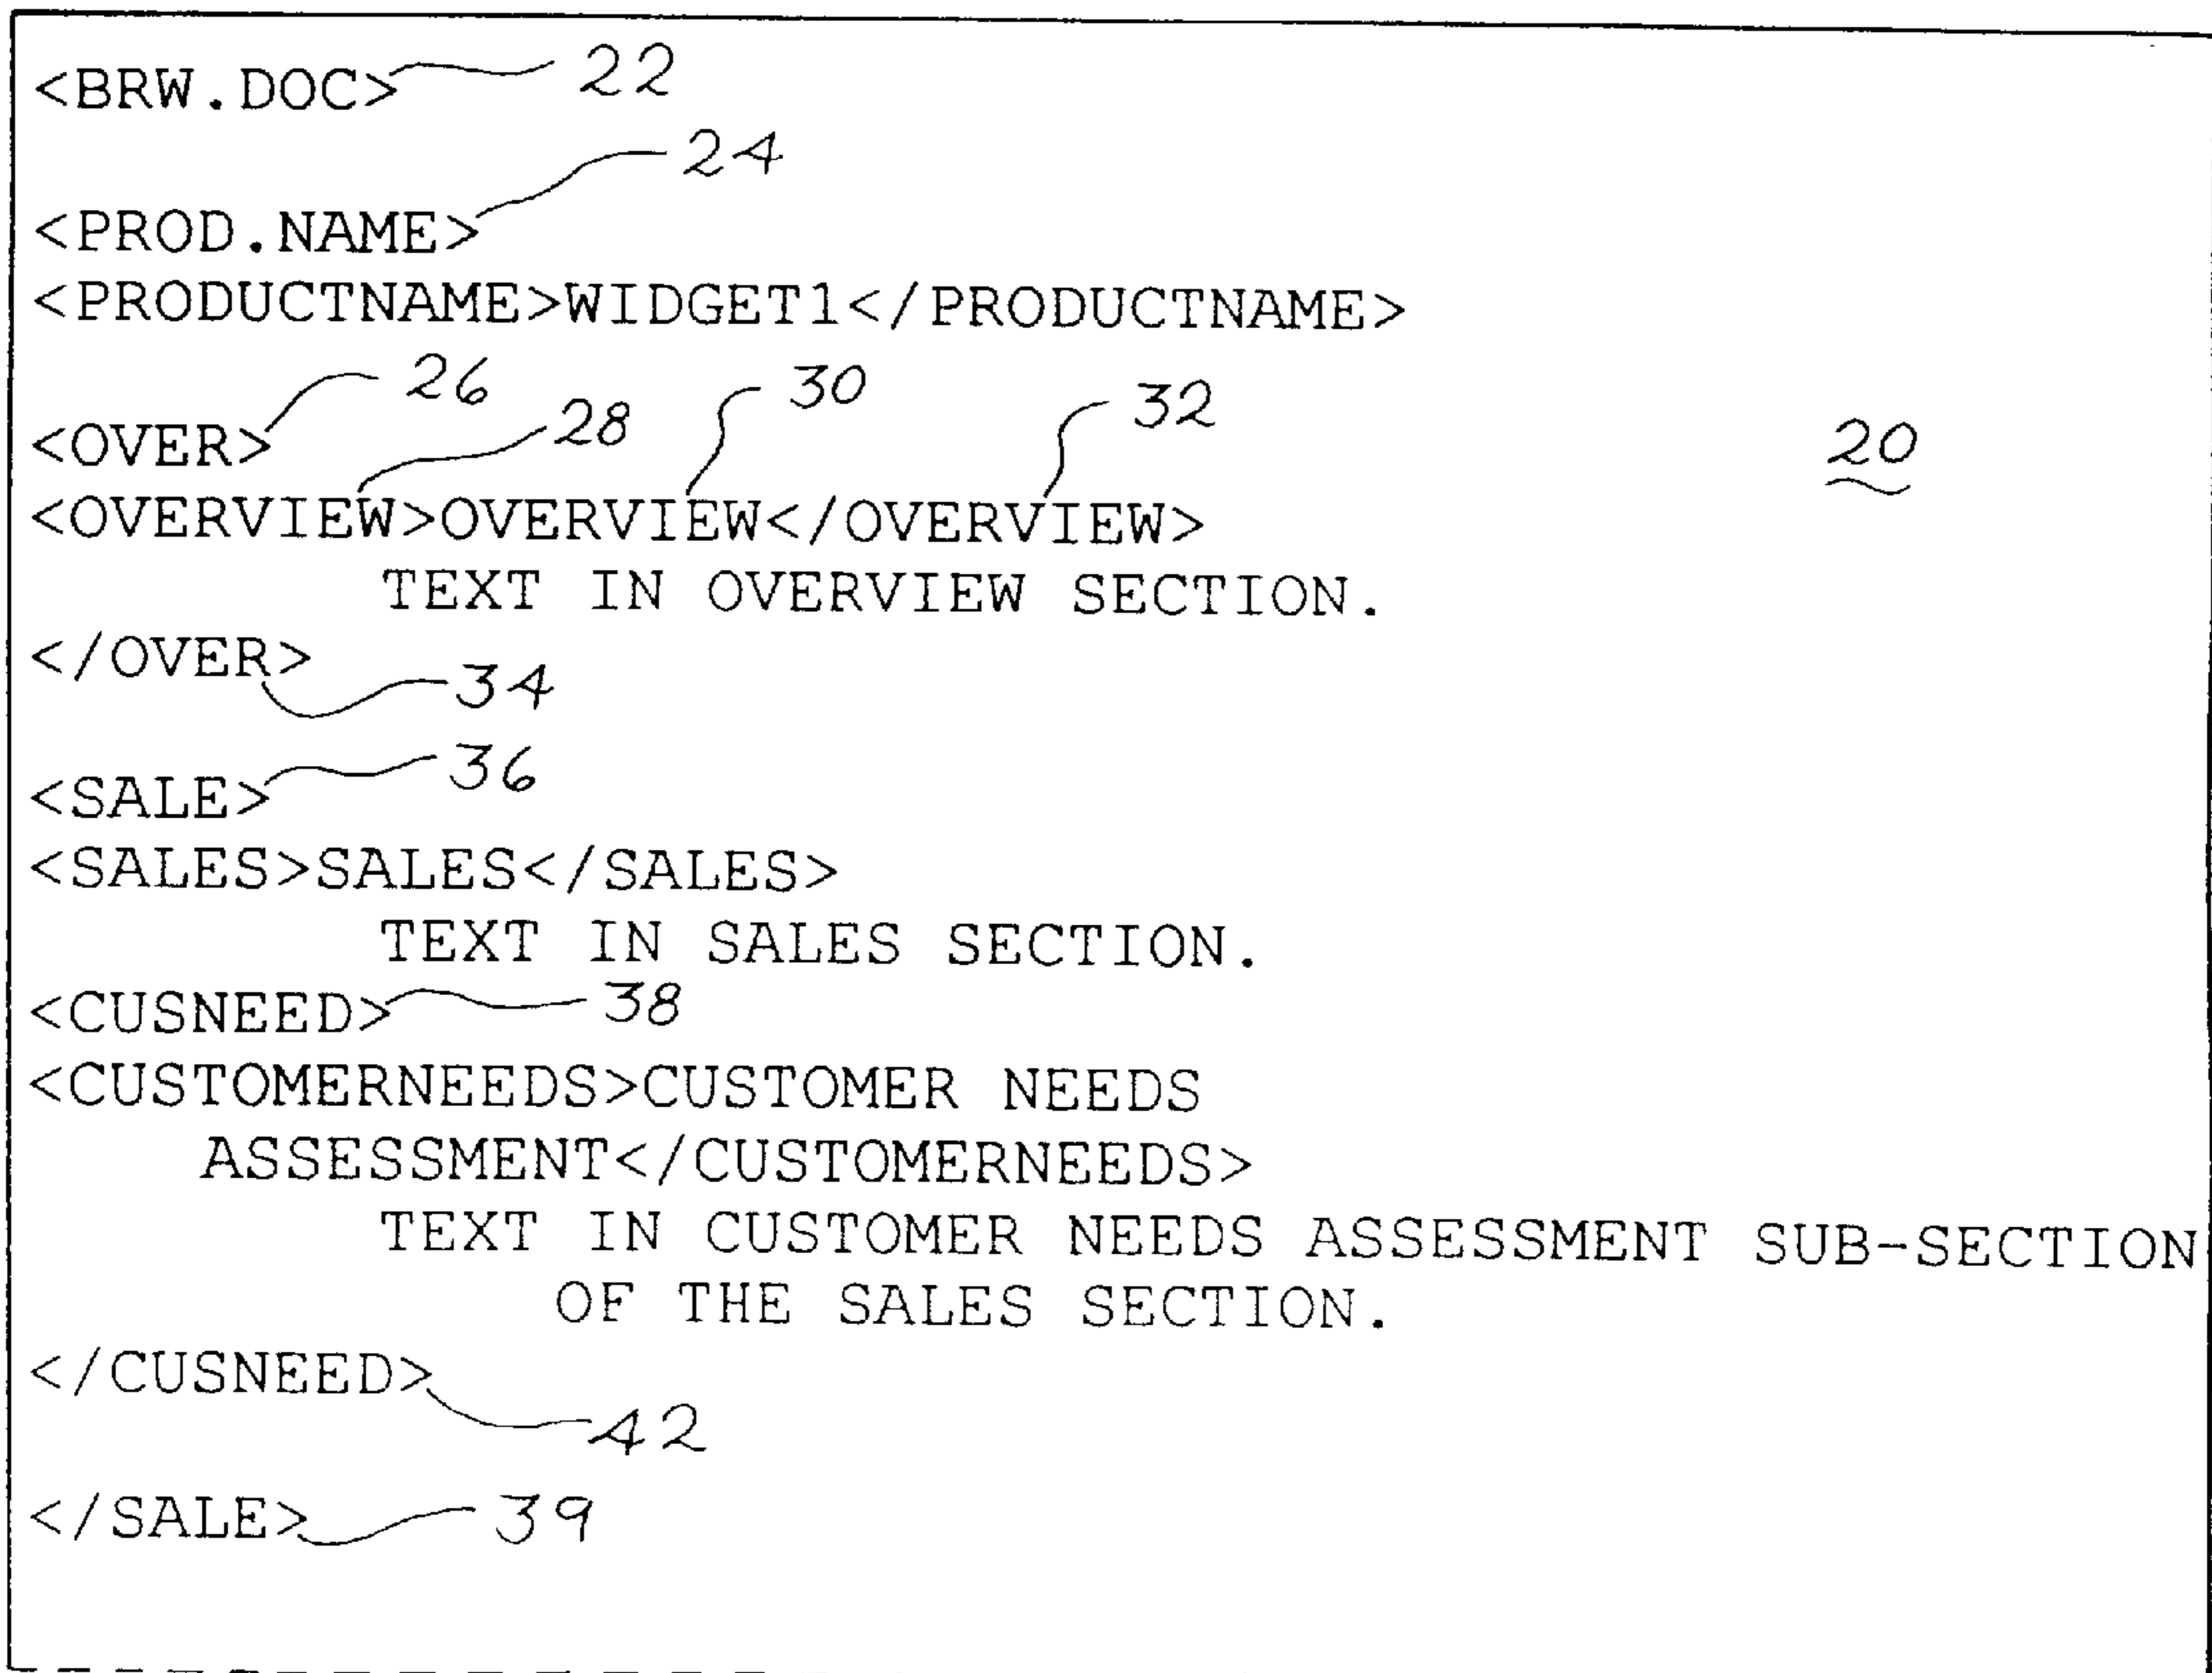 <BRW.DOC> 22
24
<PROD.NAME>
<PRODUCTNAME>WIDGET1</PRODUCTNAME>
26 30 32
<OVER> 28 20
<OVERVIEW>OVERVIEW</OVERVIEW>
TEXT IN OVERVIEW SECTION.
</OVER>
34
36
<SALE>
<SALES>SALES</SALES>
TEXT IN SALES SECTION.
<CUSNEED> 38
<CUSTOMERNEEDS>CUSTOMER NEEDS
ASSESSMENT</CUSTOMERNEEDS>
TEXT IN CUSTOMER NEEDS ASSESSMENT SUB-SECTION
OF THE SALES SECTION.
</CUSNEED>
42
</SALE> 39